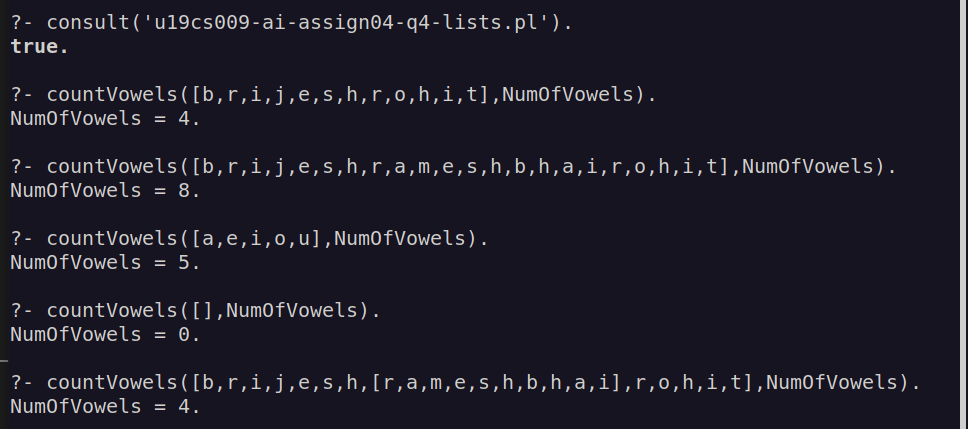 ?- consult('u19cs009-ai-assign04-q4-lists.pl').
true.
?- countVowels([b,r,i,j,e,s,h,r,o,h,i,t],NumOfVowels).
NumOfVowels = 4.
?- countVowels([b,r,i,j,e,s,h,r,a,m,e,s,h,b,h,a,i,r,o,h,i,t],NumOfVowels).
NumOfVowels = 8.
?- countVowels([a,e,i,o,u],NumOfVowels).
NumOfVowels = 5.
?- countVowels([],NumOfVowels).
NumOfVowels = 0.
?- countVowels([b,r,i,j,e,s,h,[r,a,m,e,s,h,b,h,a,i],r,o,h,i,t],NumOfVowels).
NumOfVowels = 4.